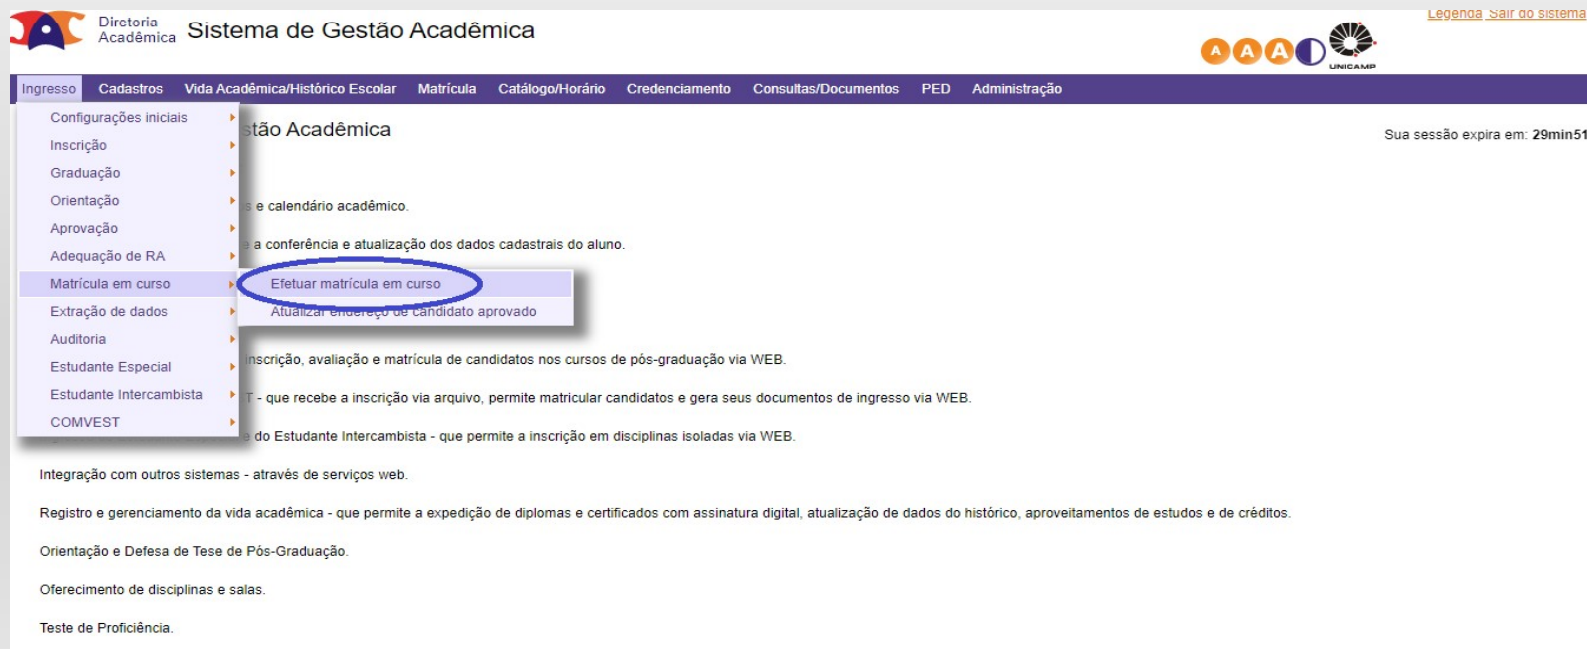 Legenda Sair do sistema
Diretoria
Acadêmica
Sistema de Gestão Acadêmica
A A A
UNICAMP
Ingresso Cadastros Vida Acadêmica/Histórico Escolar Matrícula Catálogo/Horário Credenciamento Consultas/Documentos PED Administração
Configurações iniciais
stão Acadêmica
Sua sessão expira em: 29min51
Inscrição
Graduação
Orientação
s e calendário acadêmico.
Aprovação
e a conferência e atualização dos dados cadastrais do aluno.
Adequação de RA
Matrícula em curso
Efetuar matrícula em curso
Extração de dados
Atualizar endereço de candidato aprovado
Auditoria
inscrição, avaliação e matrícula de candidatos nos cursos de pós-graduação via WEB.
Estudante Especial
Estudante Intercambista
T - que recebe a inscrição via arquivo, permite matricular candidatos e gera seus documentos de ingresso via WEB.
COMVEST
e do Estudante Intercambista - que permite a inscrição em disciplinas isoladas via WEB.
Integração com outros sistemas - através de serviços web.
Registro e gerenciamento da vida acadêmica - que permite a expedição de diplomas e certificados com assinatura digital, atualização de dados do histórico, aproveitamentos de estudos e de créditos.
Orientação e Defesa de Tese de Pós-Graduação.
Oferecimento de disciplinas e salas.
Teste de Proficiência.